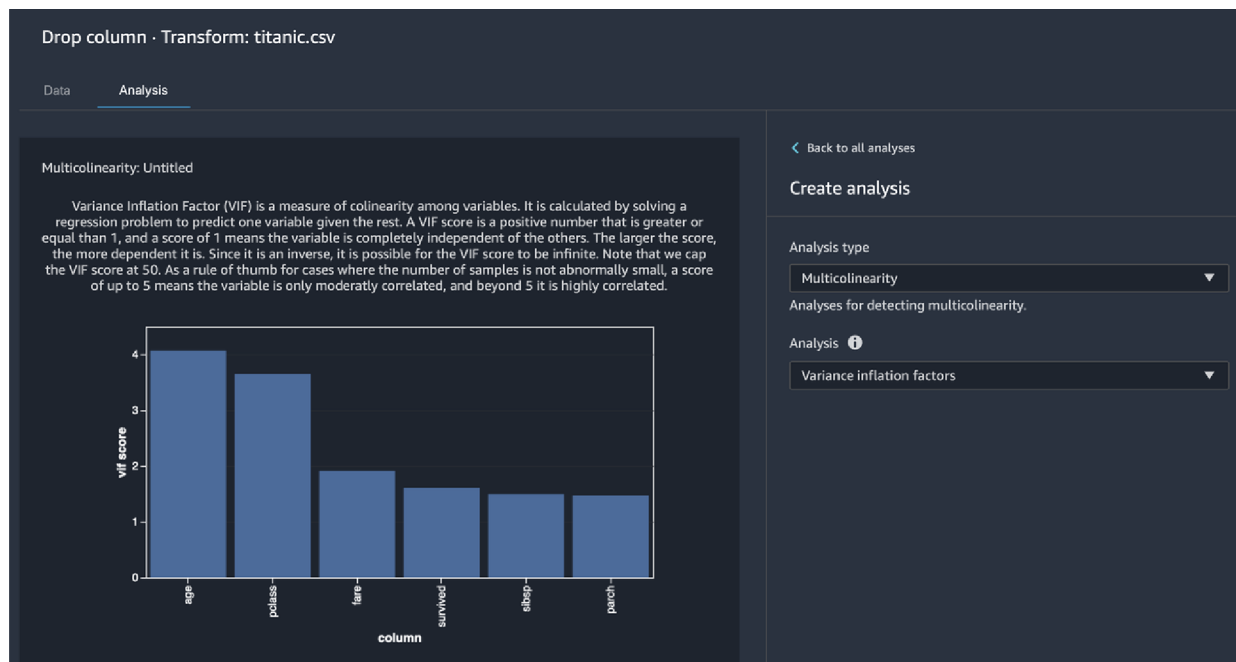 Drop column · Transform: titanic.csv
Data
Analysis
Multicolinearity: Untitled
Variance Inflation Factor (VIF) is a measure of colinearity among variables. It is calculated by solving a
regression problem to predict one variable given the rest. A VIF score is a positive number that is greater or
equal than 1, and a score of 1 means the variable is completely independent of the others. The larger the score,
the more dependent it is. Since it is an inverse, it is possible for the VIF score to be infinite. Note that we cap
the VIF score at 50. As a rule of thumb for cases where the number of samples is not abnormally small, a score
of up to 5 means the variable is only moderatly correlated, and beyond 5 it is highly correlated.
4
3
2
1
0
vif score
age
pclass
fare
survived
sibsp
parch
column
Back to all analyses
Create analysis
Analysis type
Multicolinearity
Analyses for detecting multicolinearity.
Analysis i
Variance inflation factors